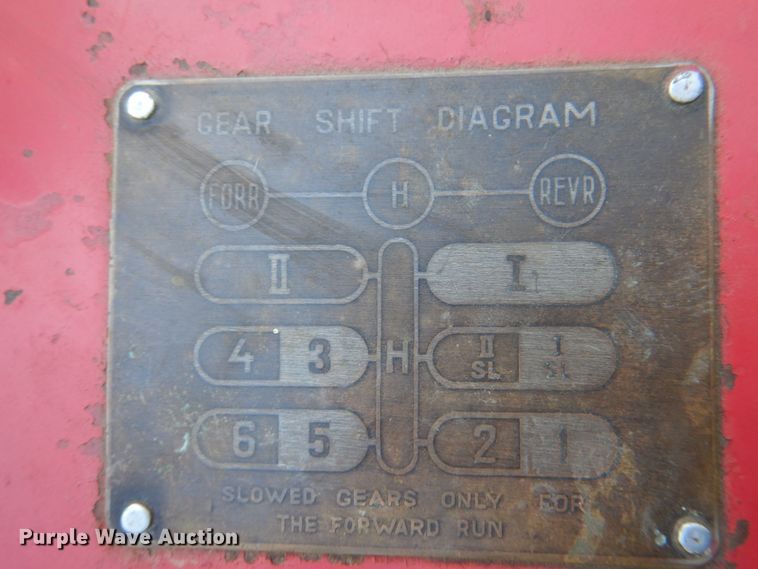 GEAR SHIFT DIAGRAM
FORR H REVR
II I
4 3 H II SL I SL
6 5 2 1
SLOWED GEARS ONLY FOR
THE FORWARD RUN
Purple Wave Auction